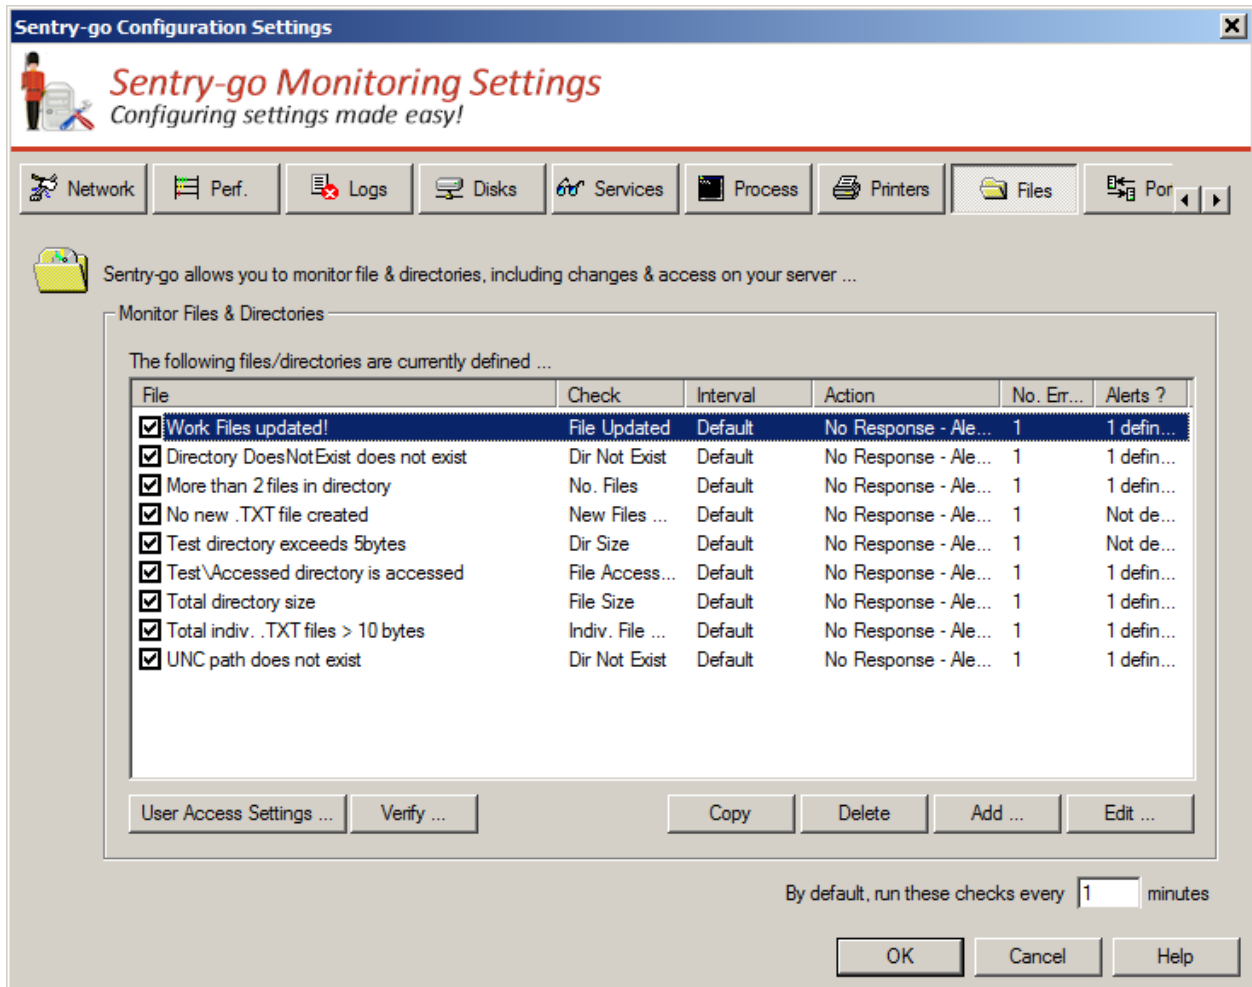 Sentry-go Configuration Settings
Sentry-go Monitoring Settings
Configuring settings made easy!
Network Perf. Logs Disks Services Process Printers Files Por
Sentry-go allows you to monitor file & directories, including changes & access on your server ...
Monitor Files & Directories
The following files/directories are currently defined ...
File Check Interval Action No. Err... Alerts ?
Work Files updated! File Updated Default No Response - Ale... 1 1 defin...
Directory DoesNotExist does not exist Dir Not Exist Default No Response - Ale... 1 1 defin...
More than 2 files in directory No. Files Default No Response - Ale... 1 1 defin...
No new .TXT file created New Files ... Default No Response - Ale... 1 Not de...
Test directory exceeds 5bytes Dir Size Default No Response - Ale... 1 Not de...
Test\Accessed directory is accessed File Access... Default No Response - Ale... 1 1 defin...
Total directory size File Size Default No Response - Ale... 1 1 defin...
Total indiv. .TXT files > 10 bytes Indiv. File ... Default No Response - Ale... 1 1 defin...
UNC path does not exist Dir Not Exist Default No Response - Ale... 1 1 defin...
User Access Settings ... Verify ... Copy Delete Add ... Edit ...
By default, run these checks every 1 minutes
OK Cancel Help